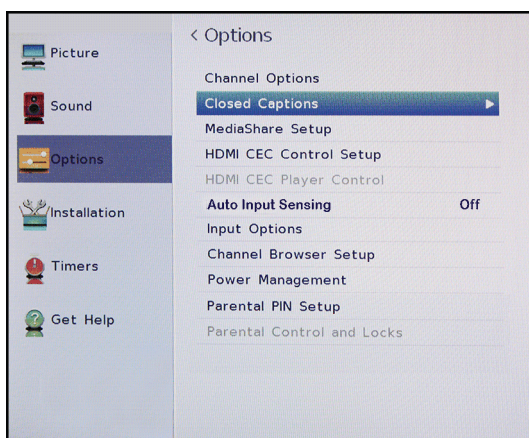 Picture
Sound
Options
Installation
Timers
Get Help
< Options
Channel Options
Closed Captions
MediaShare Setup
HDMI CEC Control Setup
HDMI CEC Player Control
Auto Input Sensing Off
Input Options
Channel Browser Setup
Power Management
Parental PIN Setup
Parental Control and Locks